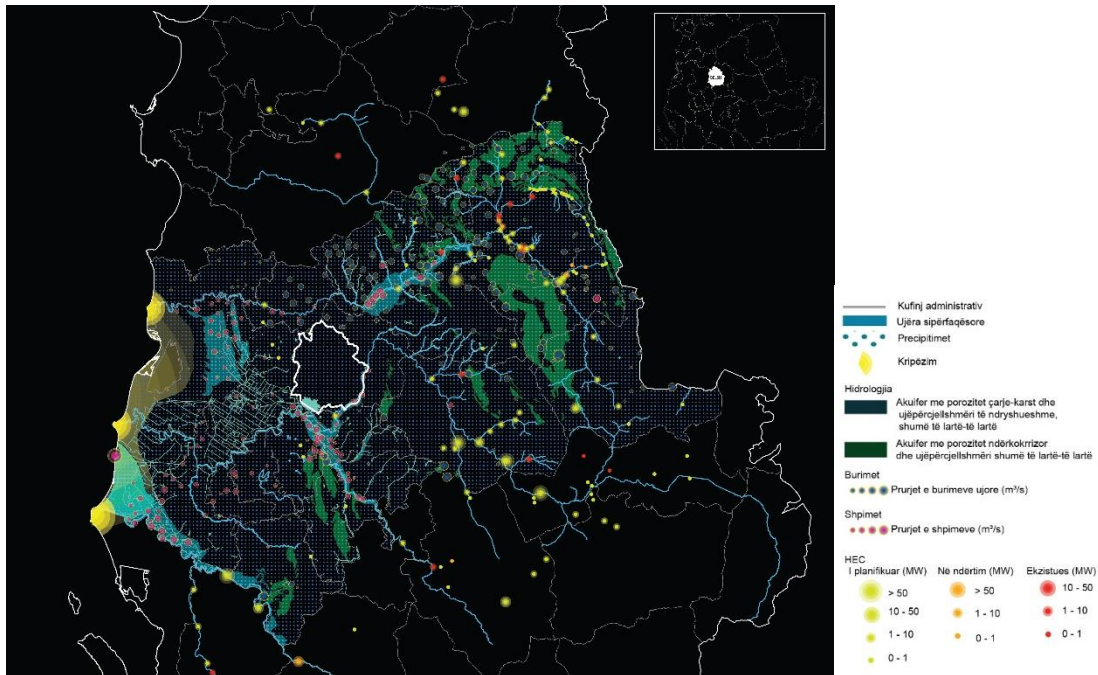 Kufinj administrativ
Ujëra sipërfaqësore
Precipitimet
Kripëzim
Hidrologjia
Akuifer me porozitet çarje-karst dhe
ujëpërcjellshmëri të ndryshueshme,
shumë të lartë-të lartë
Akuifer me porozitet ndërkokrrizor
dhe ujëpërcjellshmëri shumë të lartë-të lartë
Burimet
Prurjet e burimeve ujore (m³/s)
Shpimet
Prurjet e shpimeve (m³/s)
HEC
I planifikuar (MW) Në ndërtim (MW) Ekzistues (MW)
> 50 > 50 10 - 50
10 - 50 1 - 10 1 - 10
1 - 10 0 - 1 0 - 1
0 - 1